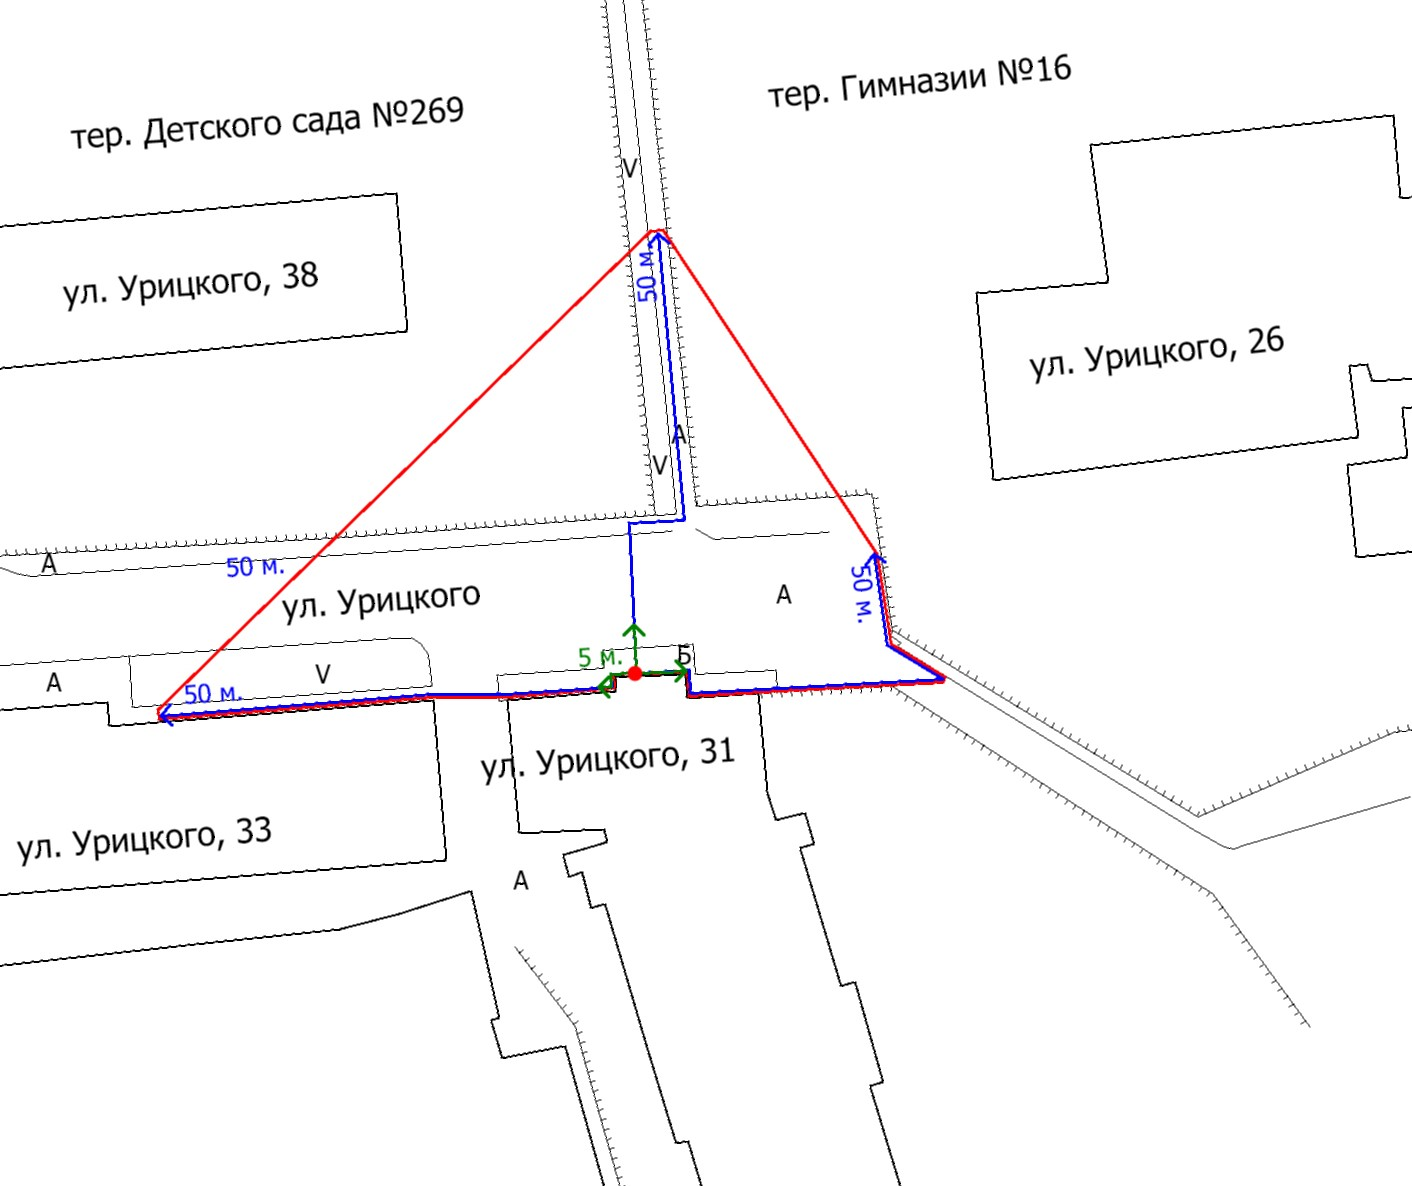 тер. Гимназии №16
тер. Детского сада №269
V
ул. Урицкого, 38
50 м.
ул. Урицкого, 26
А
V
А
50 м.
ул. Урицкого
А
50 м.
5 м.
Б
А
V
50 м.
ул. Урицкого, 31
ул. Урицкого, 33
А